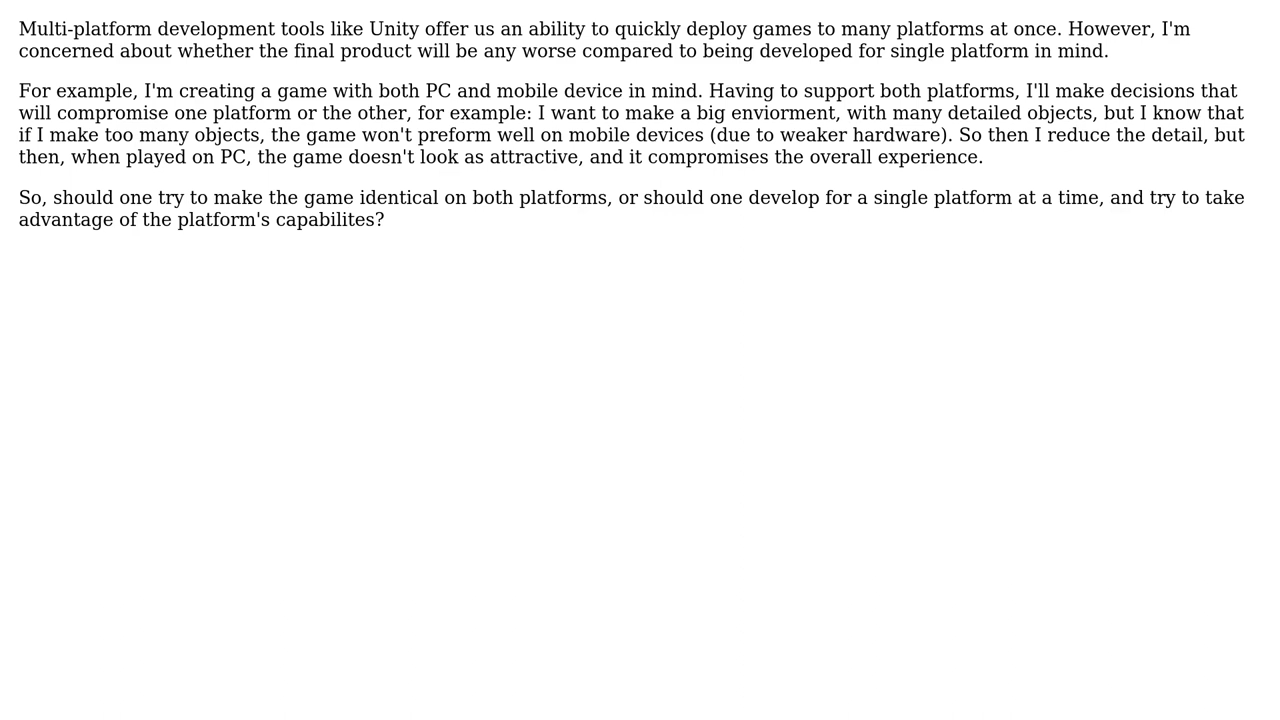 Multi-platform development tools like Unity offer us an ability to quickly deploy games to many platforms at once. However, I'm
concerned about whether the final product will be any worse compared to being developed for single platform in mind.
For example, I'm creating a game with both PC and mobile device in mind. Having to support both platforms, I'll make decisions that
will compromise one platform or the other, for example: I want to make a big enviorment, with many detailed objects, but I know that
if I make too many objects, the game won't preform well on mobile devices (due to weaker hardware). So then I reduce the detail, but
then, when played on PC, the game doesn't look as attractive, and it compromises the overall experience.
So, should one try to make the game identical on both platforms, or should one develop for a single platform at a time, and try to take
advantage of the platform's capabilites?